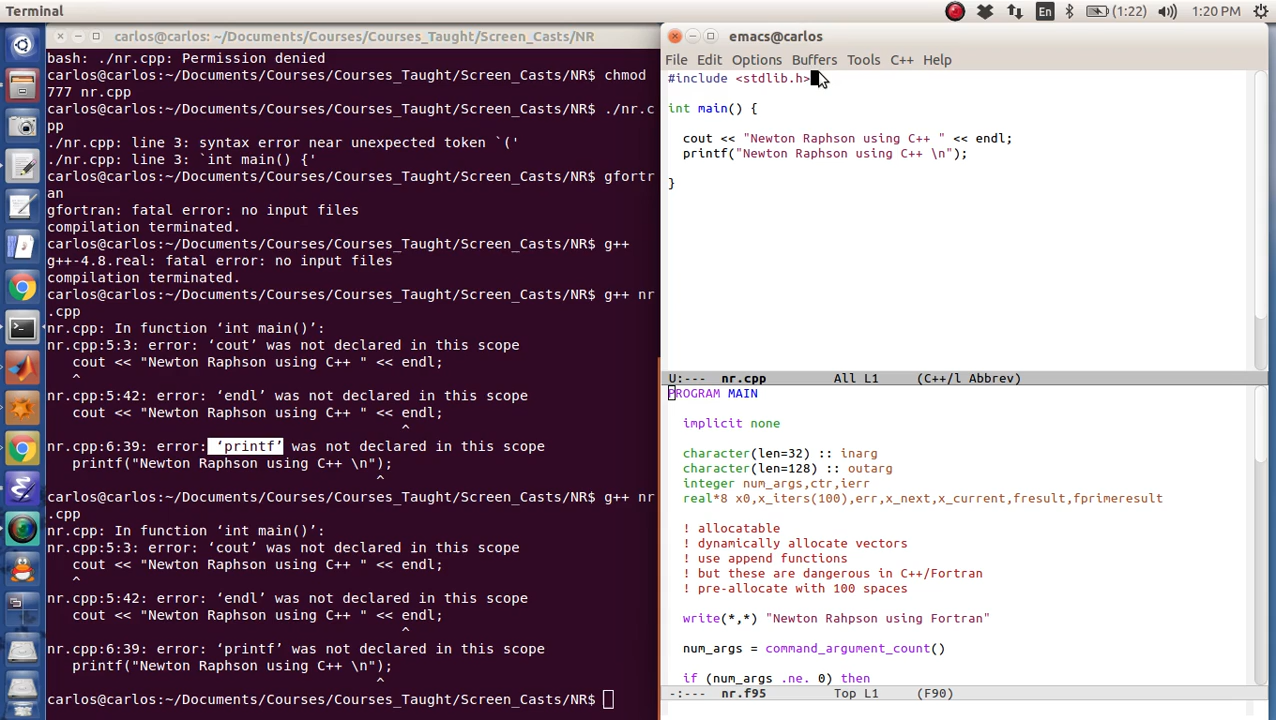 Terminal
En
(1:22)
1:20 PM
carlos@carlos: ~/Documents/Courses/Courses_Taught/Screen_Casts/NR
bash: ./nr.cpp: Permission denied
carlos@carlos:~/Documents/Courses/Courses_Taught/Screen_Casts/NR$ chmod
777 nr.cpp
carlos@carlos:~/Documents/Courses/Courses_Taught/Screen_Casts/NR$ ./nr.c
pp
./nr.cpp: line 3: syntax error near unexpected token `('
./nr.cpp: line 3: `int main() {'
carlos@carlos:~/Documents/Courses/Courses_Taught/Screen_Casts/NR$ gfortr
an
gfortran: fatal error: no input files
compilation terminated.
carlos@carlos:~/Documents/Courses/Courses_Taught/Screen_Casts/NR$ g++
g++-4.8.real: fatal error: no input files
compilation terminated.
carlos@carlos:~/Documents/Courses/Courses_Taught/Screen_Casts/NR$ g++ nr
.cpp
nr.cpp: In function ‘int main()’:
nr.cpp:5:3: error: ‘cout’ was not declared in this scope
cout << "Newton Raphson using C++ " << endl;
^
nr.cpp:5:42: error: ‘endl’ was not declared in this scope
cout << "Newton Raphson using C++ " << endl;
^
nr.cpp:6:39: error: ‘printf’ was not declared in this scope
printf("Newton Raphson using C++ \n");
^
carlos@carlos:~/Documents/Courses/Courses_Taught/Screen_Casts/NR$ g++ nr
.cpp
nr.cpp: In function ‘int main()’:
nr.cpp:5:3: error: ‘cout’ was not declared in this scope
cout << "Newton Raphson using C++ " << endl;
^
nr.cpp:5:42: error: ‘endl’ was not declared in this scope
cout << "Newton Raphson using C++ " << endl;
^
nr.cpp:6:39: error: ‘printf’ was not declared in this scope
printf("Newton Raphson using C++ \n");
^
carlos@carlos:~/Documents/Courses/Courses_Taught/Screen_Casts/NR$
emacs@carlos
File Edit Options Buffers Tools C++ Help
#include <stdlib.h>
int main() {
cout << "Newton Raphson using C++ " << endl;
printf("Newton Raphson using C++ \n");
}
U:--- nr.cpp All L1 (C++/l Abbrev)
PROGRAM MAIN
implicit none
character(len=32) :: inarg
character(len=128) :: outarg
integer num_args,ctr,ierr
real*8 x0,x_iters(100),err,x_next,x_current,fresult,fprimeresult
! allocatable
! dynamically allocate vectors
! use append functions
! but these are dangerous in C++/Fortran
! pre-allocate with 100 spaces
write(*,*) "Newton Rahpson using Fortran"
num_args = command_argument_count()
if (num_args .ne. 0) then
-:--- nr.f95 Top L1 (F90)